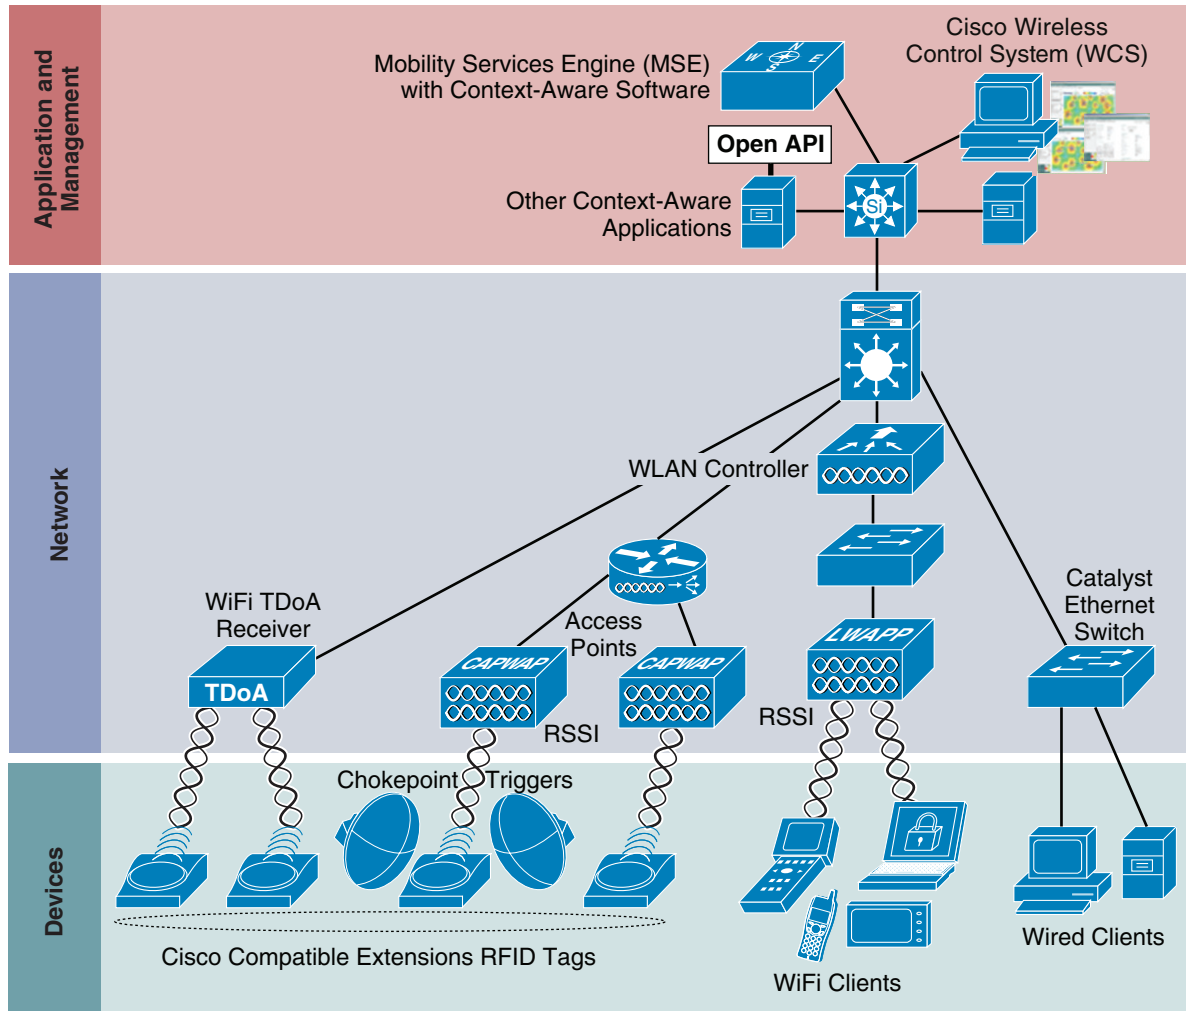 Application and
Management
Mobility Services Engine (MSE)
with Context-Aware Software
N
W
E
S
Cisco Wireless
Control System (WCS)
Open API
Other Context-Aware
Applications
Si
Network
WLAN Controller
WiFi TDoA
Receiver
TDoA
Access
Points
CAPWAP
CAPWAP
LWAPP
RSSI
RSSI
Catalyst
Ethernet
Switch
Devices
Chokepoint Triggers
Cisco Compatible Extensions RFID Tags
WiFi Clients
Wired Clients